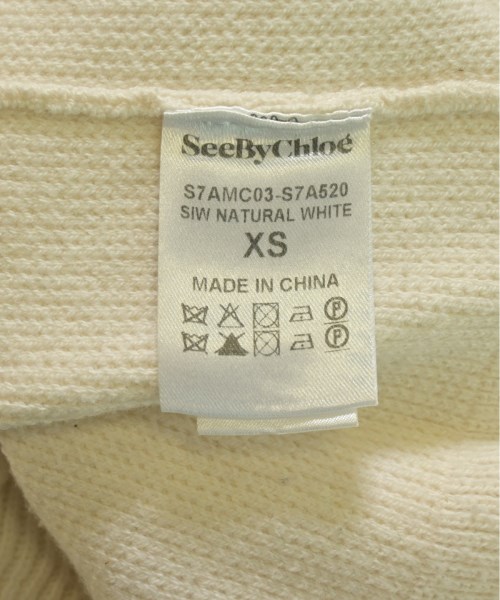 SeeByChloé
S7AMC03-S7A520
SIW NATURAL WHITE
XS
MADE IN CHINA
P
P